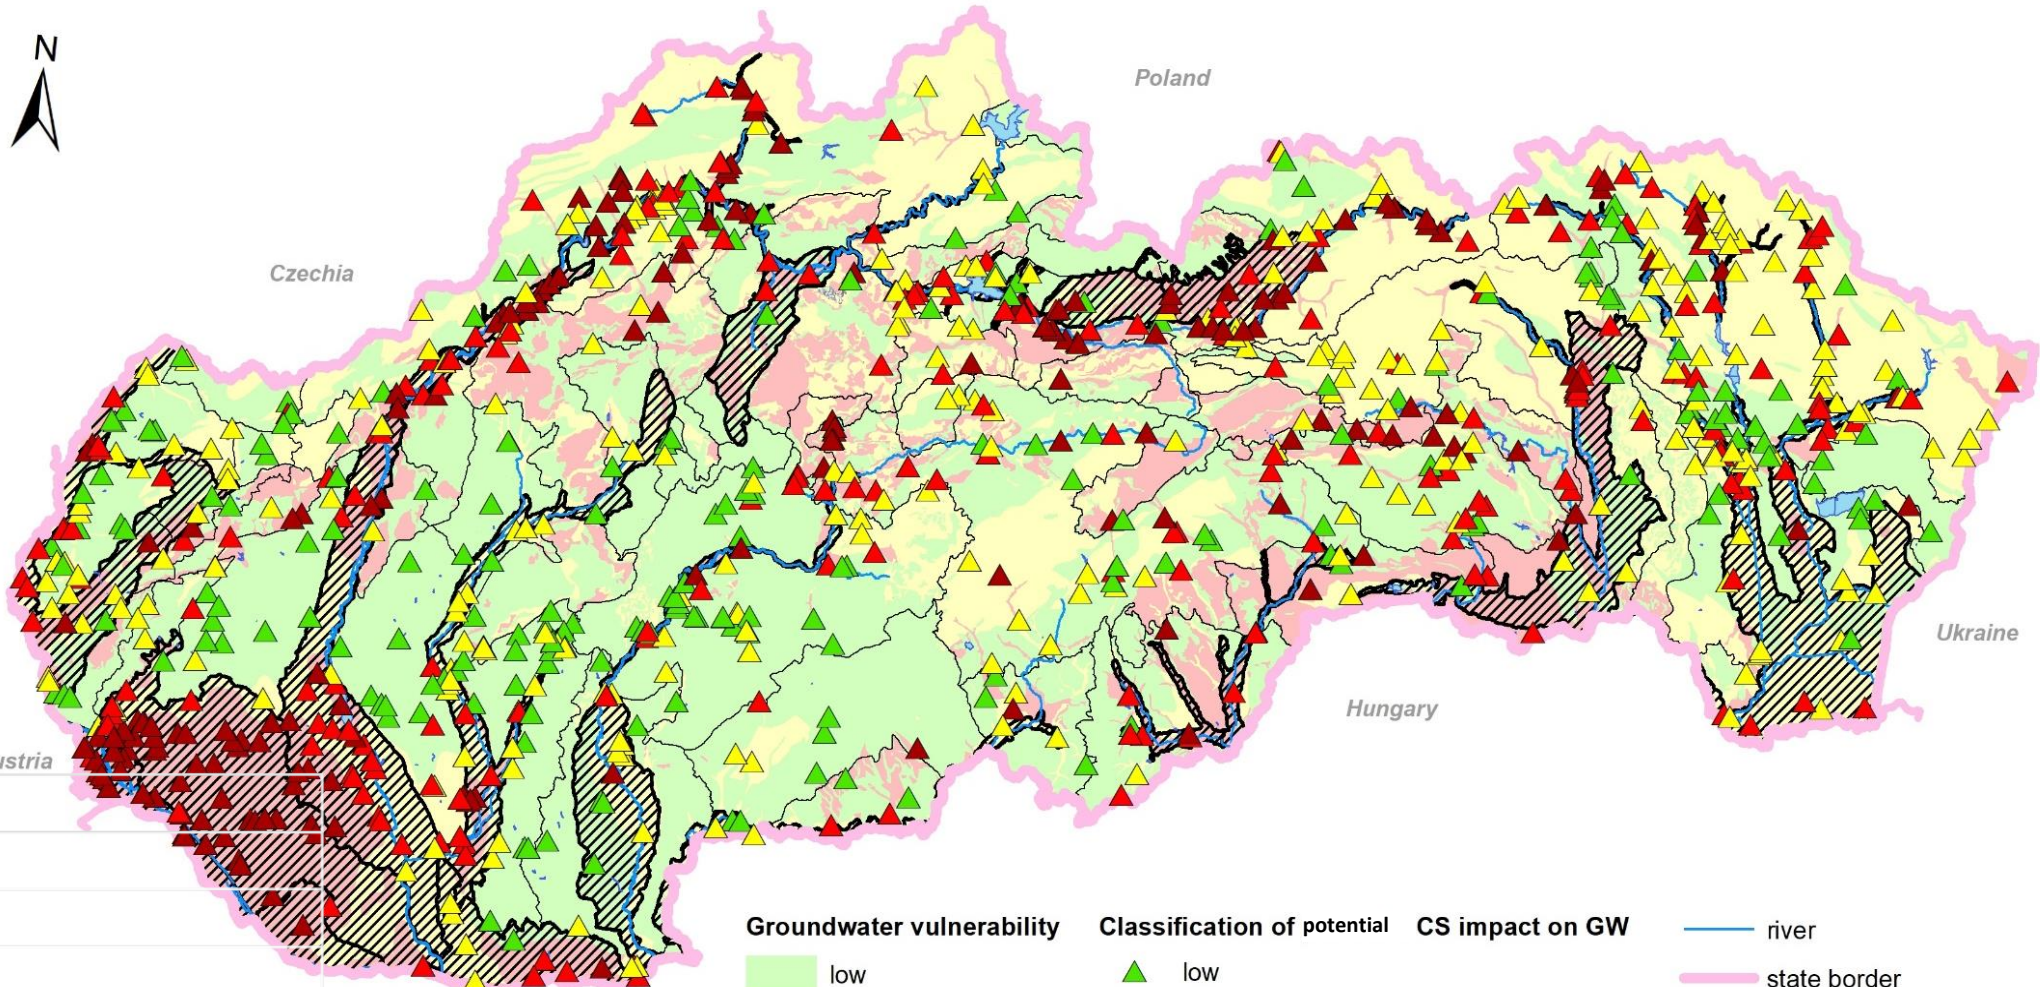 N
Poland
Czechia
Ukraine
Hungary
ustria
Groundwater vulnerability
Classification of potential CS impact on GW
river
low
low
state border